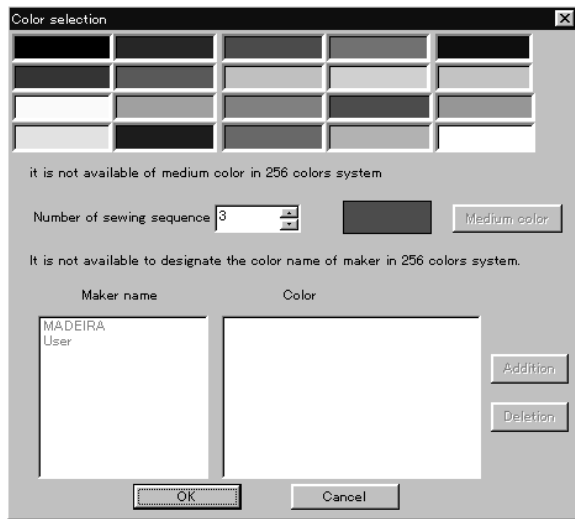 Color selection
it is not available of medium color in 256 colors system
Number of sewing sequence 3 Medium color
It is not available to designate the color name of maker in 256 colors system.
Maker name Color
MADEIRA
User
Addition
Deletion
OK Cancel